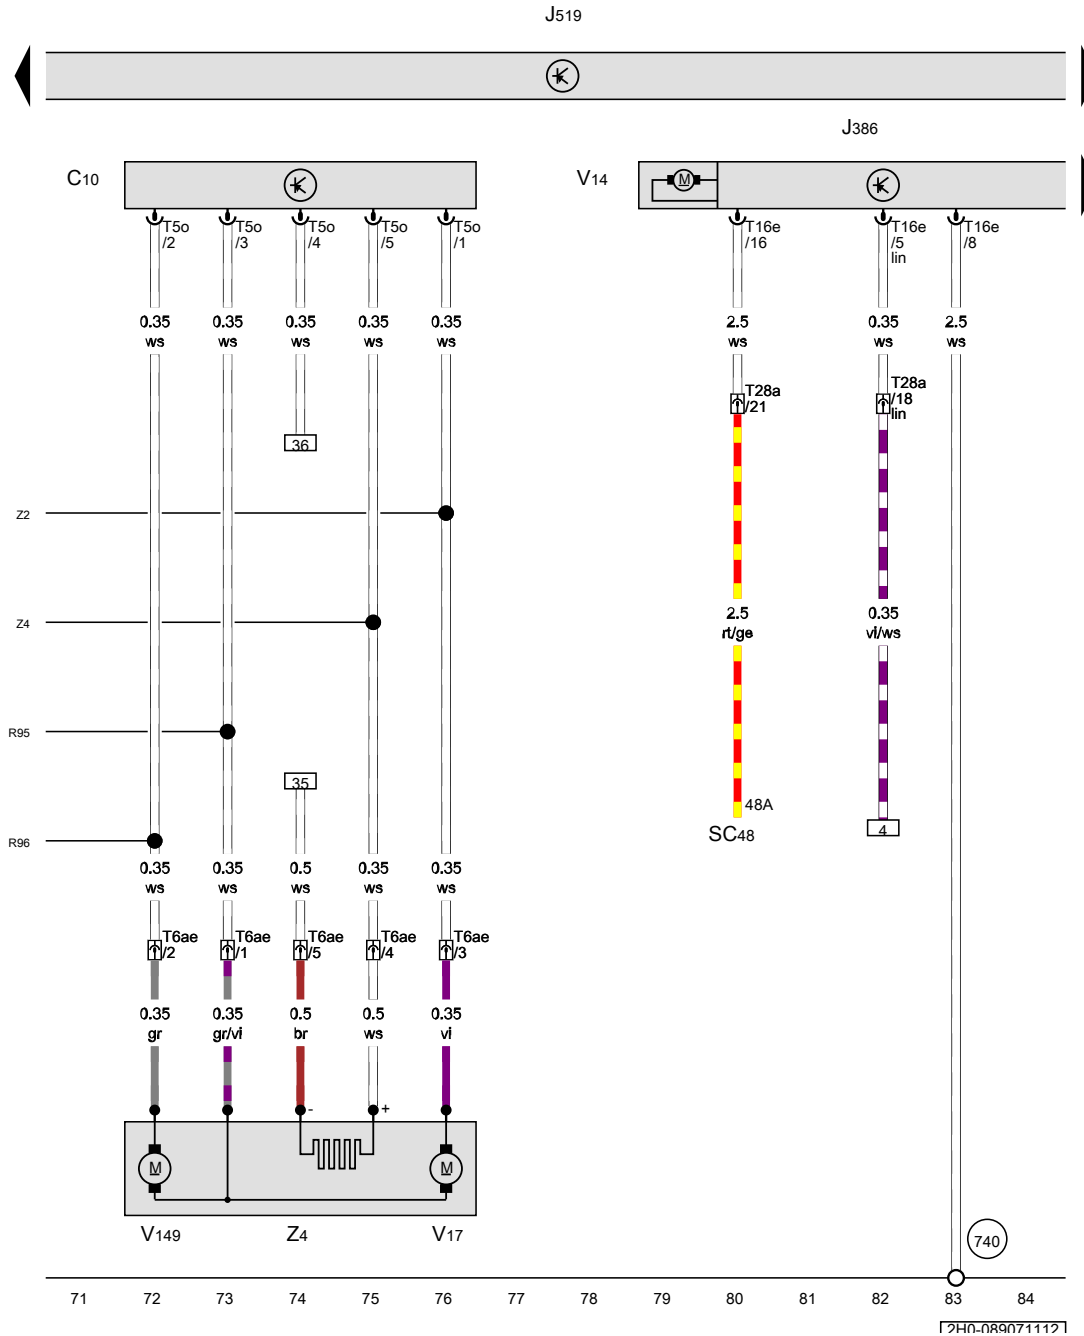 J519
J386
C10
V14
T5o
/2
T5o
/3
T5o
/4
T5o
/5
T5o
/1
T16e
/16
T16e
/5
lin
T16e
/8
0.35 0.35 0.35 0.35 0.35 2.5 0.35 2.5
ws ws ws ws ws ws ws ws
M
T28a
/21
T28a
/18
lin
36
Z2
Z4
2.5 0.35
rt/ge vi/ws
R95
35
48A
SC48
4
R96
0.35 0.35 0.5 0.35 0.35
ws ws ws ws ws
T6ae
/2
T6ae
/1
T6ae
/5
T6ae
/4
T6ae
/3
0.35 0.35 0.5 0.5 0.35
gr gr/vi br ws vi
- +
M M
V149 Z4 V17
740
71 72 73 74 75 76 77 78 79 80 81 82 83 84
2H0-089071112